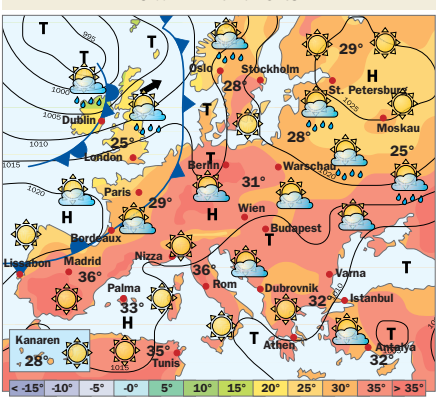 T
T
T
995
1000
1005
1010
1015
1020
Oslo
28°
Stockholm
29°
H
St. Petersburg
1025
Moskau
Dublin
T
25°
London
28°
25°
Berlin
T
Warschau
1020
31°
Paris
29°
H
H
Wien
Bordeaux
Budapest
T
Lissabon
Madrid
36°
Nizza
36°
Rom
Varna
T
Palma
33°
Dubrovnik
32°
Istanbul
1010
H
T
Athen
T
Antalya
32°
Kanaren
28°
35°
Tunis
1015
< -15° -10° -5° -0° 5° 10° 15° 20° 25° 30° 35° > 35°